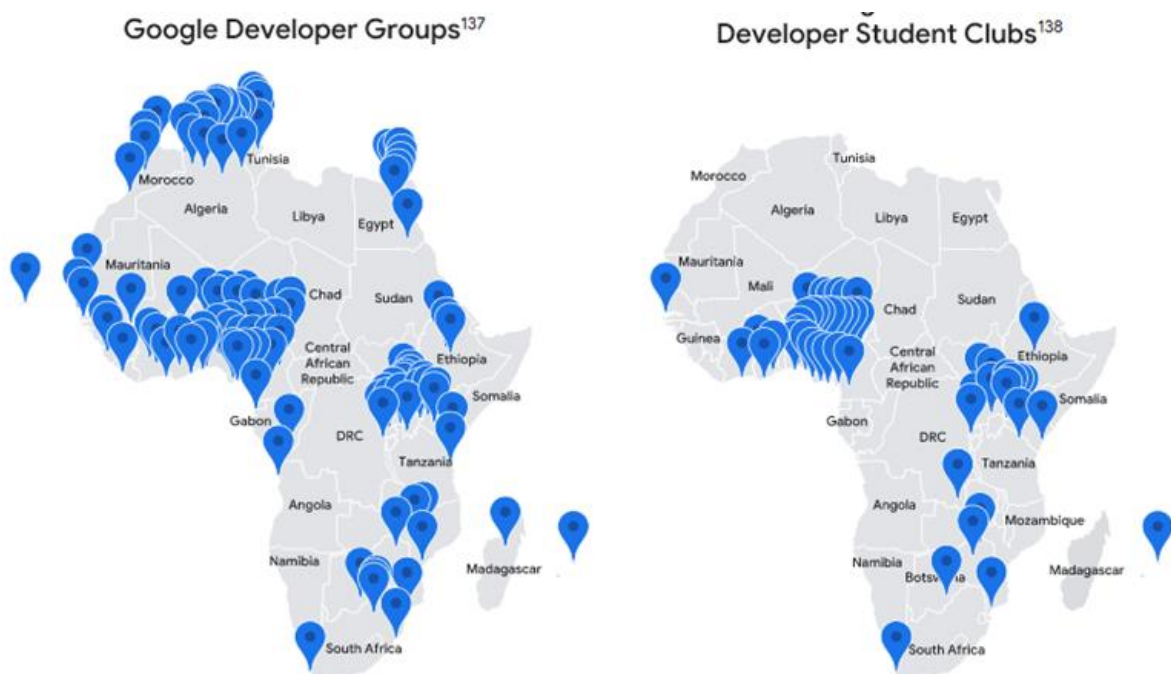 Google Developer Groups¹³⁷
Tunisia
Morocco
Algeria
Libya
Egypt
Mauritania
Chad
Sudan
Central
African
Republic
Ethiopia
Somalia
Gabon
DRC
Tanzania
Angola
Namibia
Madagascar
South Africa
Developer Student Clubs¹³⁸
Tunisia
Morocco
Algeria
Libya
Egypt
Mauritania
Mali
Chad
Sudan
Guinea
Central
African
Republic
Ethiopia
Somalia
Gabon
DRC
Tanzania
Angola
Mozambique
Namibia
Madagascar
South Africa